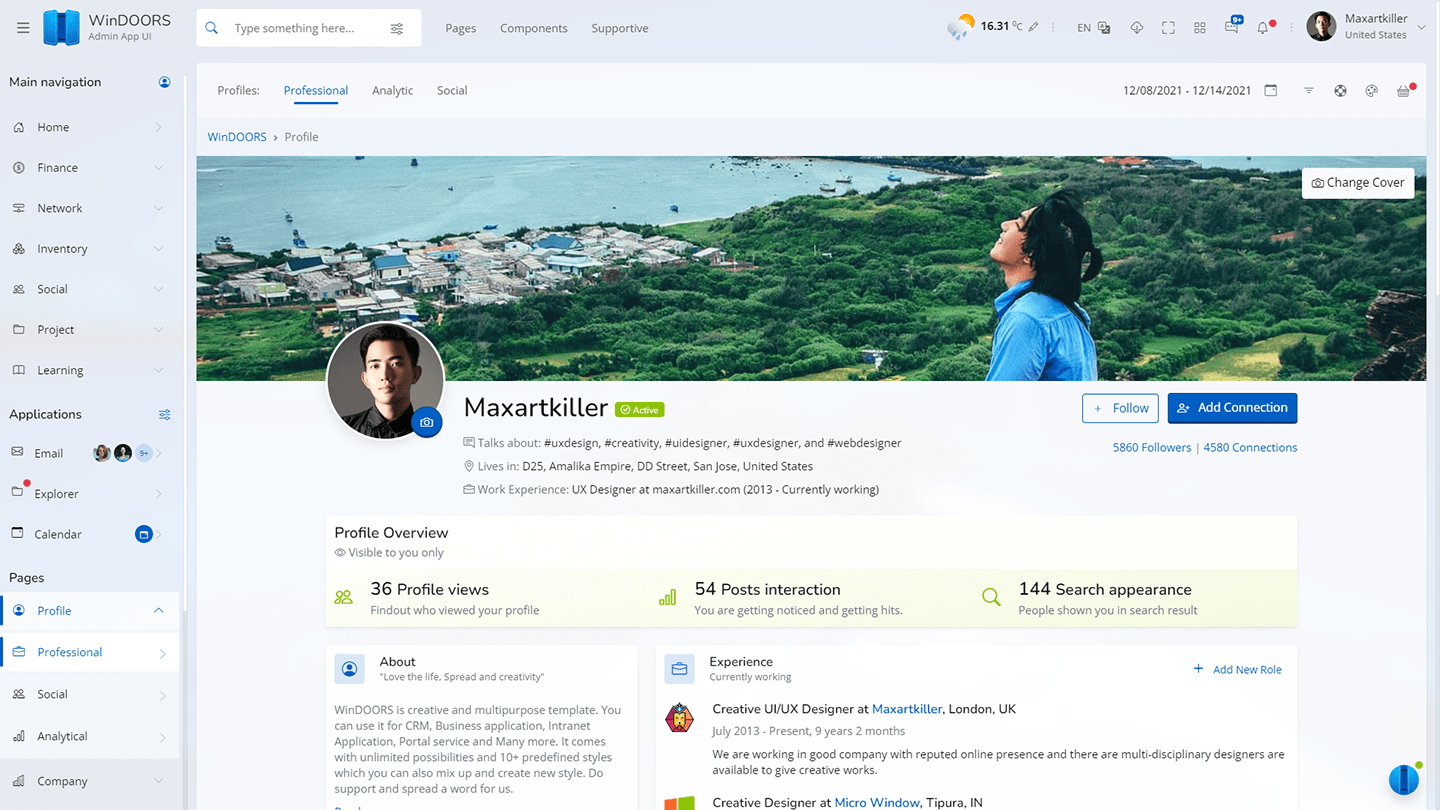 WinDOORS
Admin App UI
Type something here...
Pages Components Supportive
16.31 °C
EN
9+
Maxartkiller
United States
Main navigation
Home
Finance
Network
Inventory
Social
Project
Learning
Applications
Email 9+
Explorer
Calendar
Pages
Profile
Professional
Social
Analytical
Company
Profiles: Professional Analytic Social
12/08/2021 - 12/14/2021
WinDOORS › Profile
Change Cover
Maxartkiller Active
Follow
Add Connection
Talks about: #uxdesign, #creativity, #uidesigner, #uxdesigner, and #webdesigner
5860 Followers | 4580 Connections
Lives in: D25, Amalika Empire, DD Street, San Jose, United States
Work Experience: UX Designer at maxartkiller.com (2013 - Currently working)
Profile Overview
Visible to you only
36 Profile views
Findout who viewed your profile
54 Posts interaction
You are getting noticed and getting hits.
144 Search appearance
People shown you in search result
About
"Love the life, Spread and creativity"
WinDOORS is creative and multipurpose template. You
can use it for CRM, Business application, Intranet
Application, Portal service and Many more. It comes
with unlimited possibilities and 10+ predefined styles
which you can also mix up and create new style. Do
support and spread a word for us.
Experience
Currently working
+ Add New Role
Creative UI/UX Designer at Maxartkiller, London, UK
July 2013 - Present, 9 years 2 months
We are working in good company with reputed online presence and there are multi-disciplinary designers are
available to give creative works.
Creative Designer at Micro Window, Tipura, IN